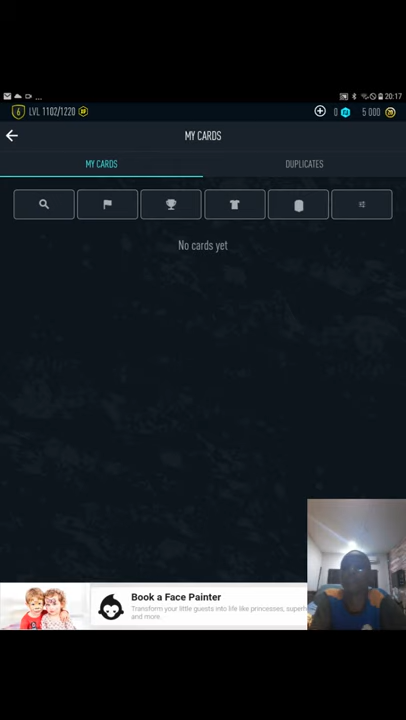 20:17
6 LVL 1102/1220
0 5 000
MY CARDS
MY CARDS DUPLICATES
No cards yet
Book a Face Painter
Transform your little guests into life like princesses,
and more.